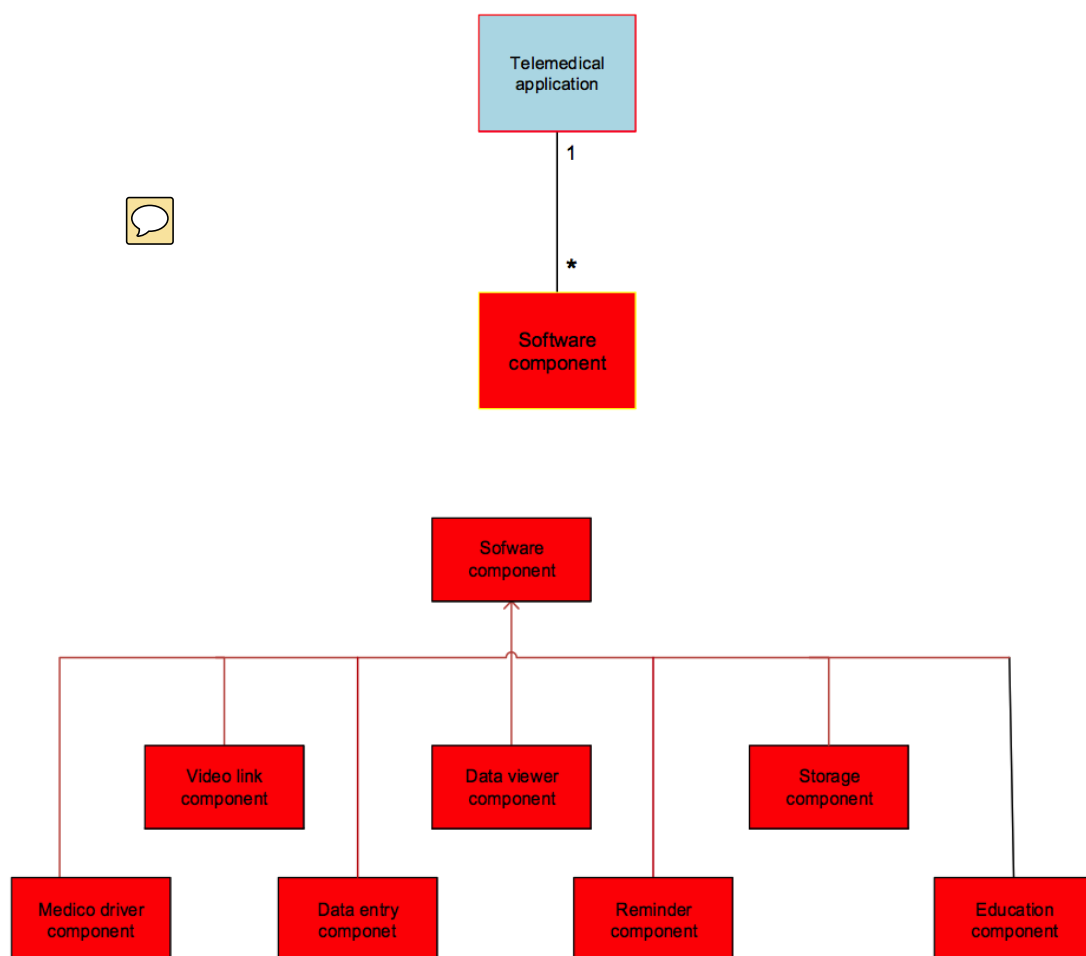 Telemedical
application
1
*
Software
component
Sofware
component
Video link
component
Data viewer
component
Storage
component
Medico driver
component
Data entry
componet
Reminder
component
Education
component